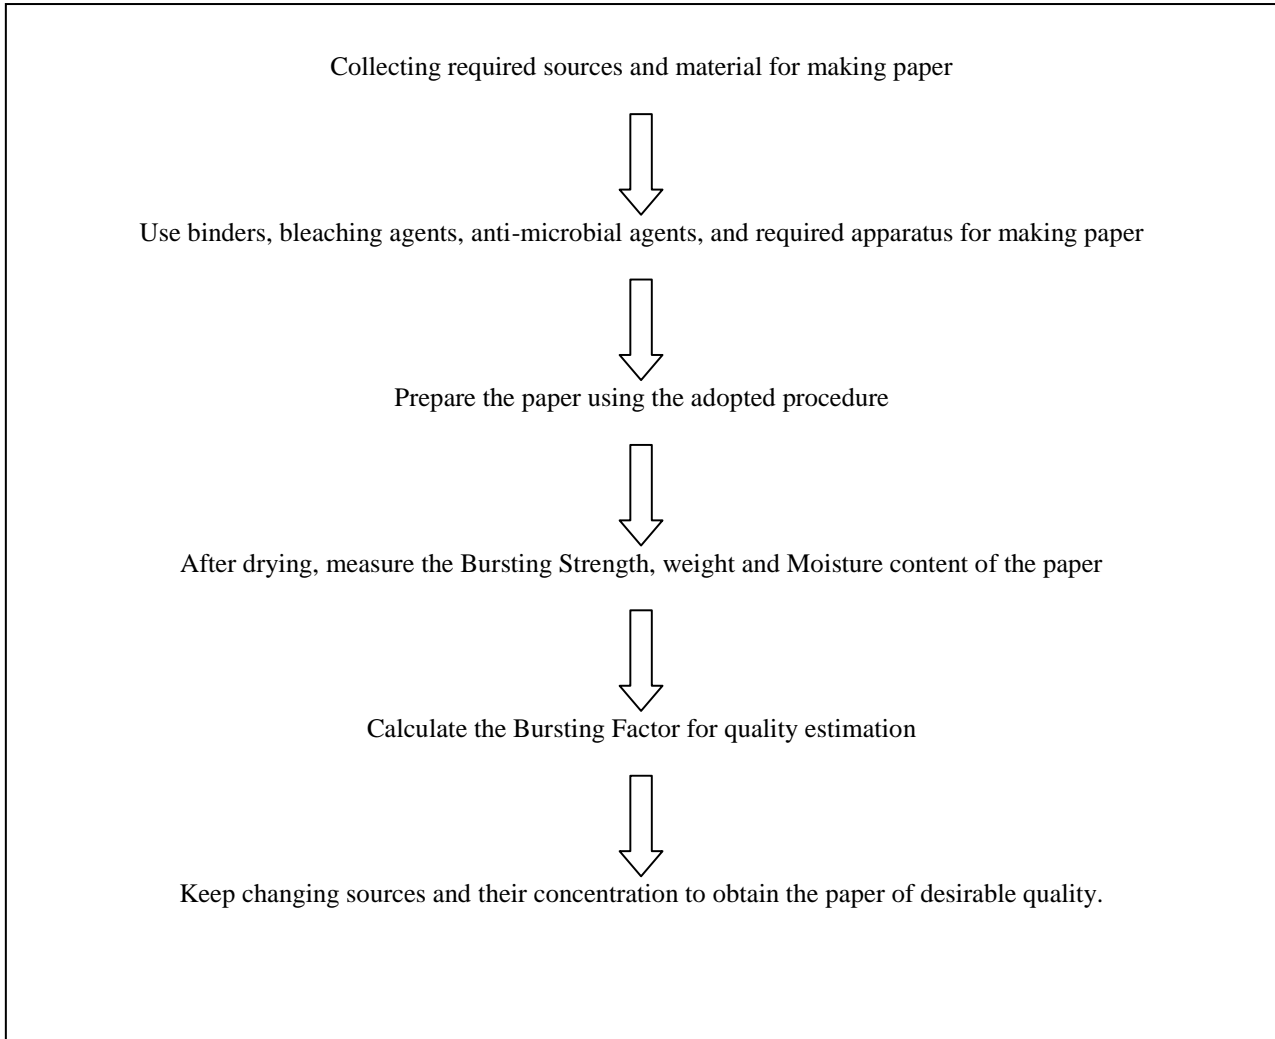 Collecting required sources and material for making paper
Use binders, bleaching agents, anti-microbial agents, and required apparatus for making paper
Prepare the paper using the adopted procedure
After drying, measure the Bursting Strength, weight and Moisture content of the paper
Calculate the Bursting Factor for quality estimation
Keep changing sources and their concentration to obtain the paper of desirable quality.